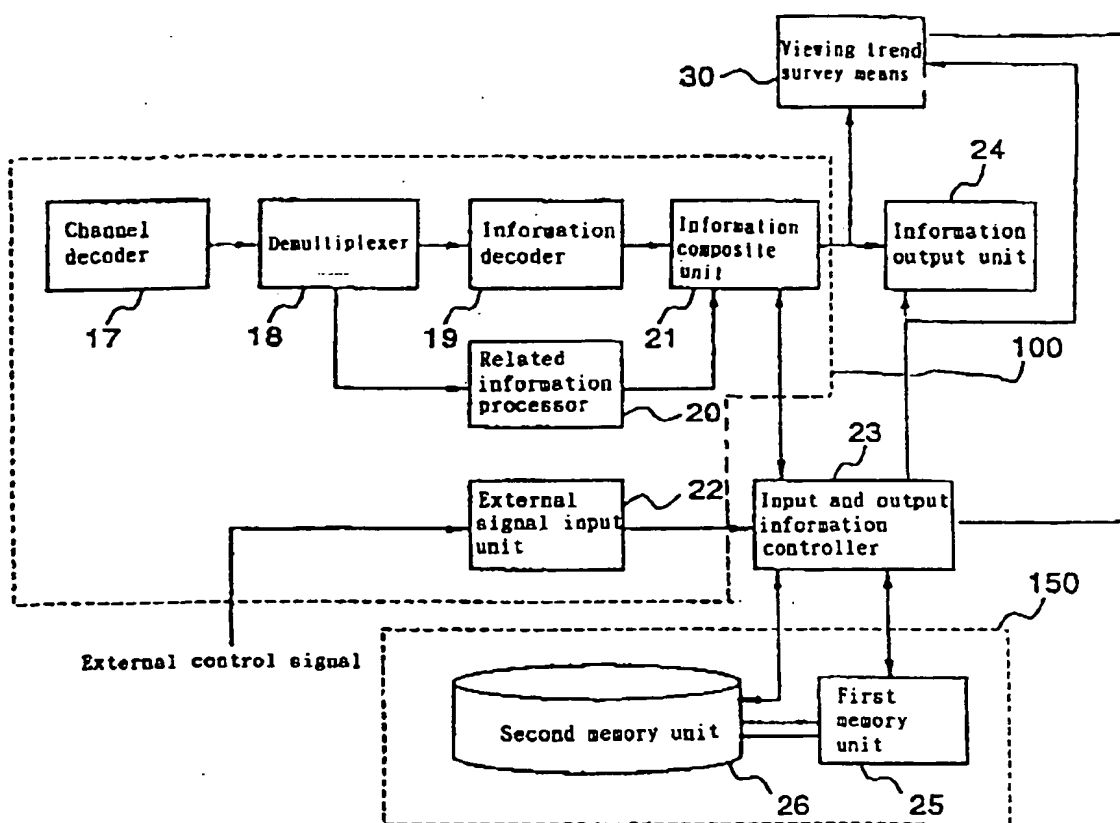 Viewing trend
survey means
30
24
Channel
decoder
Demultiplexer
Information
decoder
Information
composite
unit
Information
output unit
17
18
19
21
100
Related
information
processor
20
23
22
External
signal input
unit
Input and output
information
controller
150
External control signal
Second memory unit
First
memory
unit
26
25